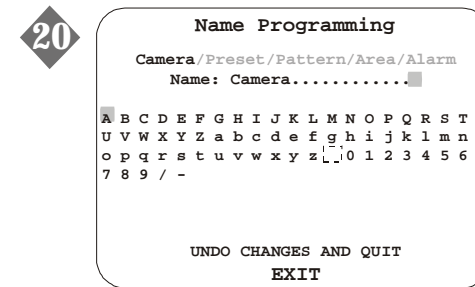 20
Name Programming
Camera/Preset/Pattern/Area/Alarm
Name: Camera............
A B C D E F G H I J K L M N O P Q R S T
U V W X Y Z a b c d e f g h i j k l m n
o p q r s t u v w x y z 0 1 2 3 4 5 6
7 8 9 / -
UNDO CHANGES AND QUIT
EXIT